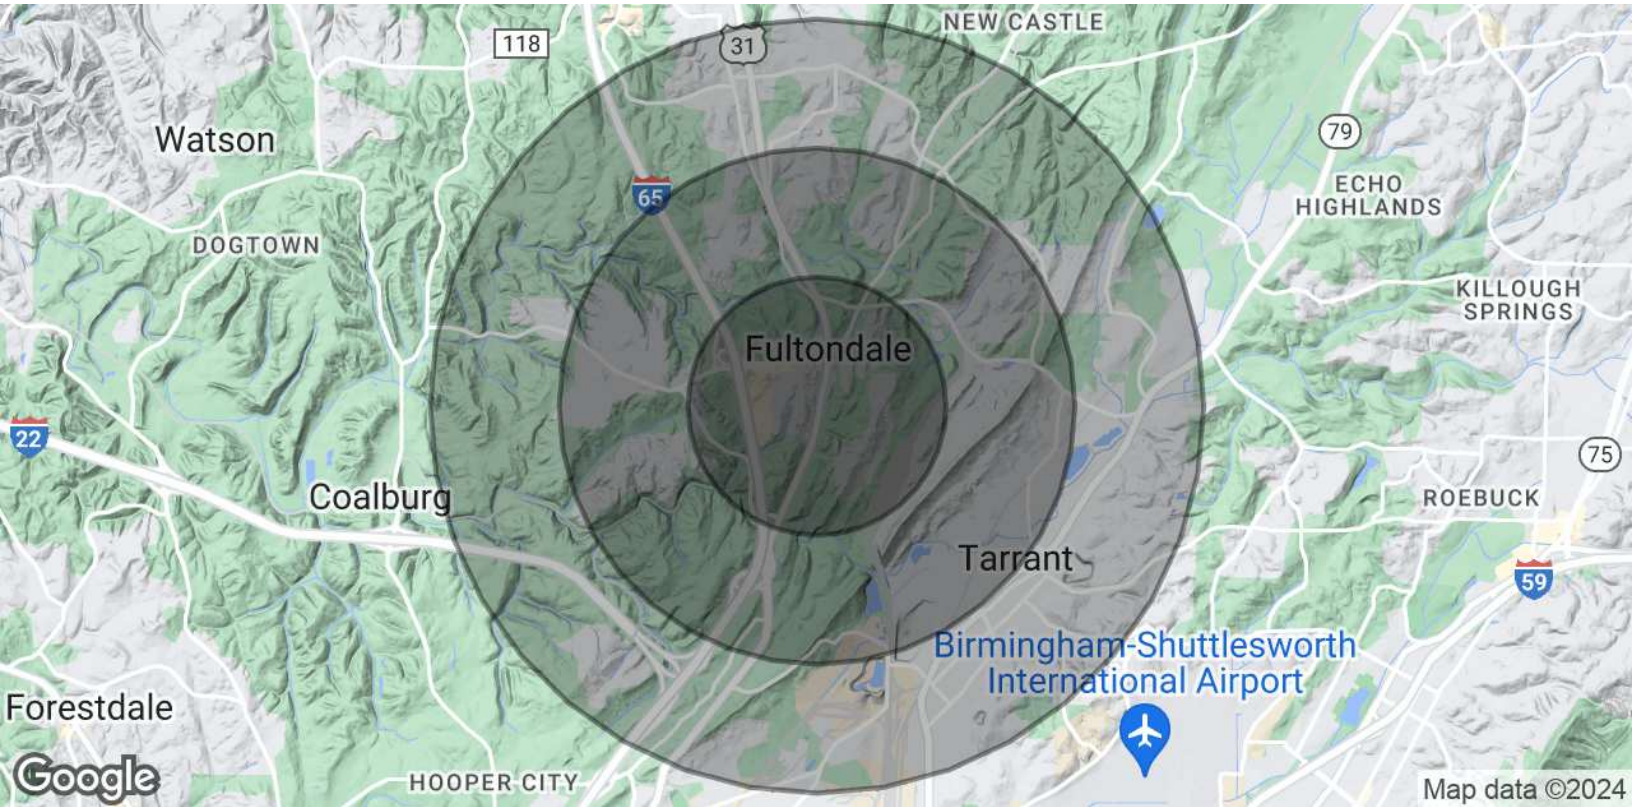 NEW CASTLE
118
31
79
Watson
65
ECHO
HIGHLANDS
DOGTOWN
KILLOUGH
SPRINGS
Fultondale
22
75
Coalburg
ROEBUCK
Tarrant
59
Birmingham-Shuttlesworth
International Airport
Forestdale
Google
HOOPER CITY
Map data ©2024